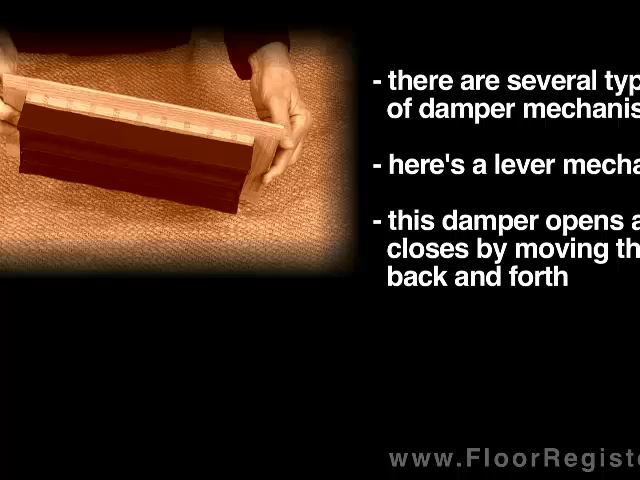 - there are several typ
of damper mechanis
- here's a lever mecha
- this damper opens a
closes by moving th
back and forth
www.FloorRegiste